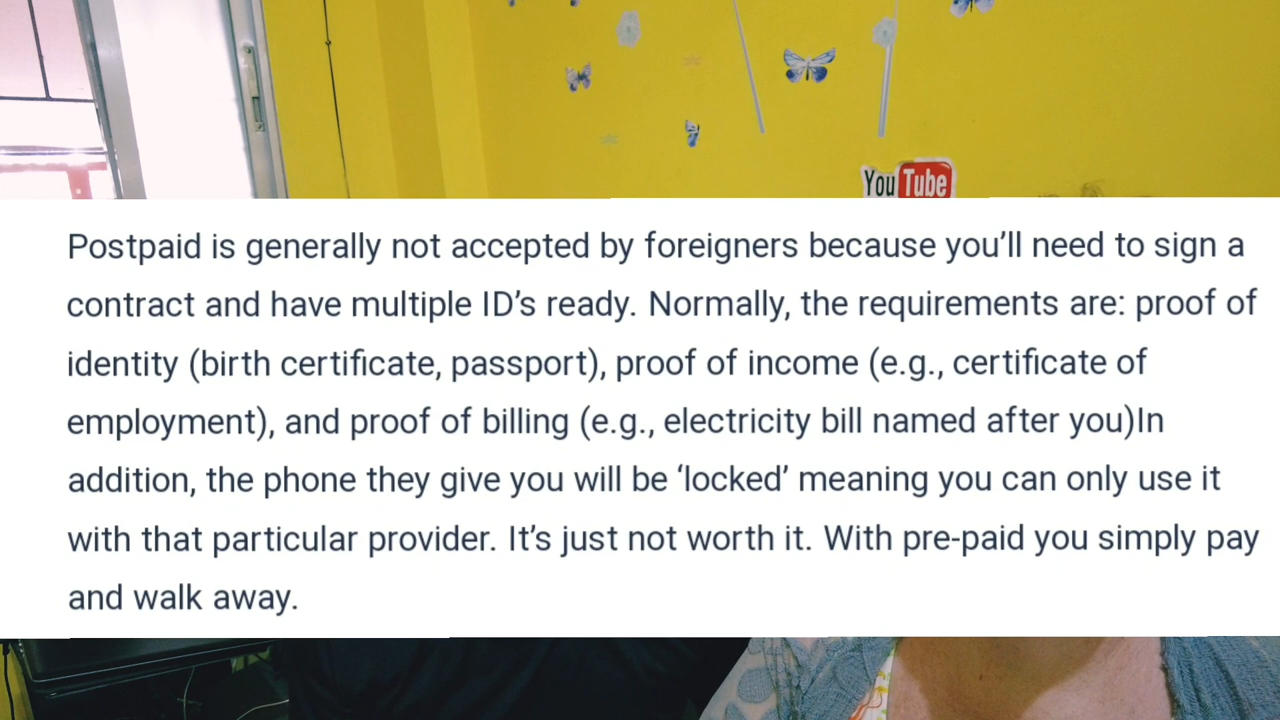 You Tube
Postpaid is generally not accepted by foreigners because you’ll need to sign a
contract and have multiple ID’s ready. Normally, the requirements are: proof of
identity (birth certificate, passport), proof of income (e.g., certificate of
employment), and proof of billing (e.g., electricity bill named after you)In
addition, the phone they give you will be ‘locked’ meaning you can only use it
with that particular provider. It’s just not worth it. With pre-paid you simply pay
and walk away.